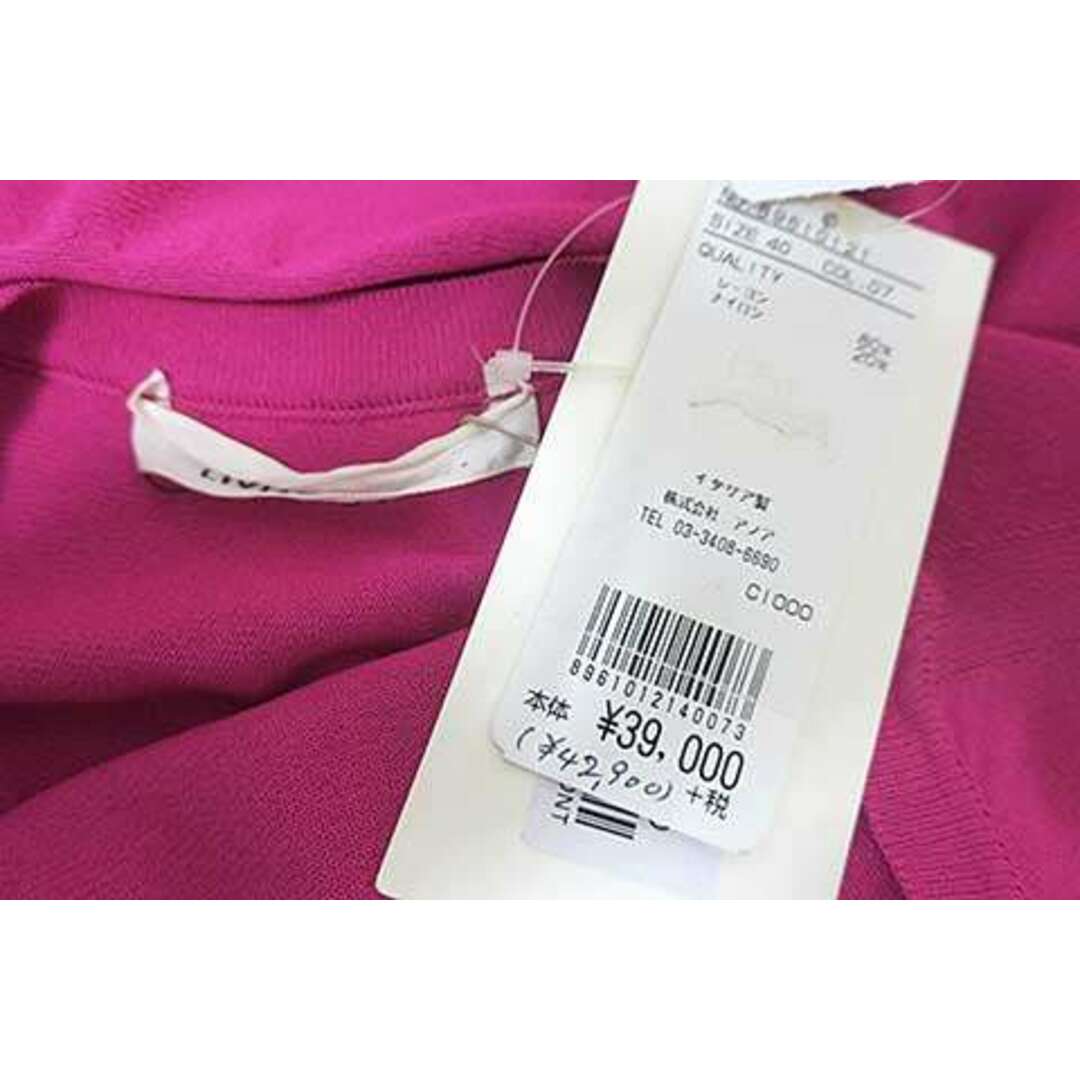 SIZE 40 COL. 07
QUALITY
レーヨン 80%
ナイロン 20%
イタリア製
株式会社 アノア
TEL 03-3408-6690
C1000
8961012140073
本体 ¥39,000
(¥42,900) +税